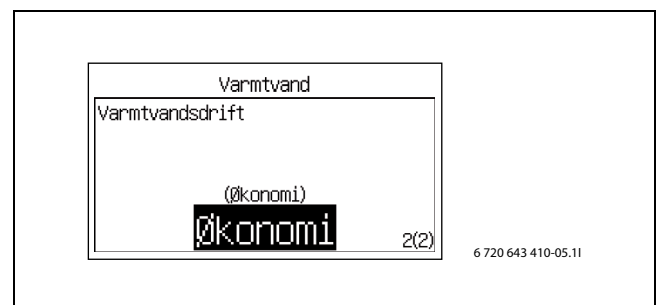 Varmtvand
Varmtvandsdrift
(Økonomi)
Økonomi
2(2)
6 720 643 410-05.1I